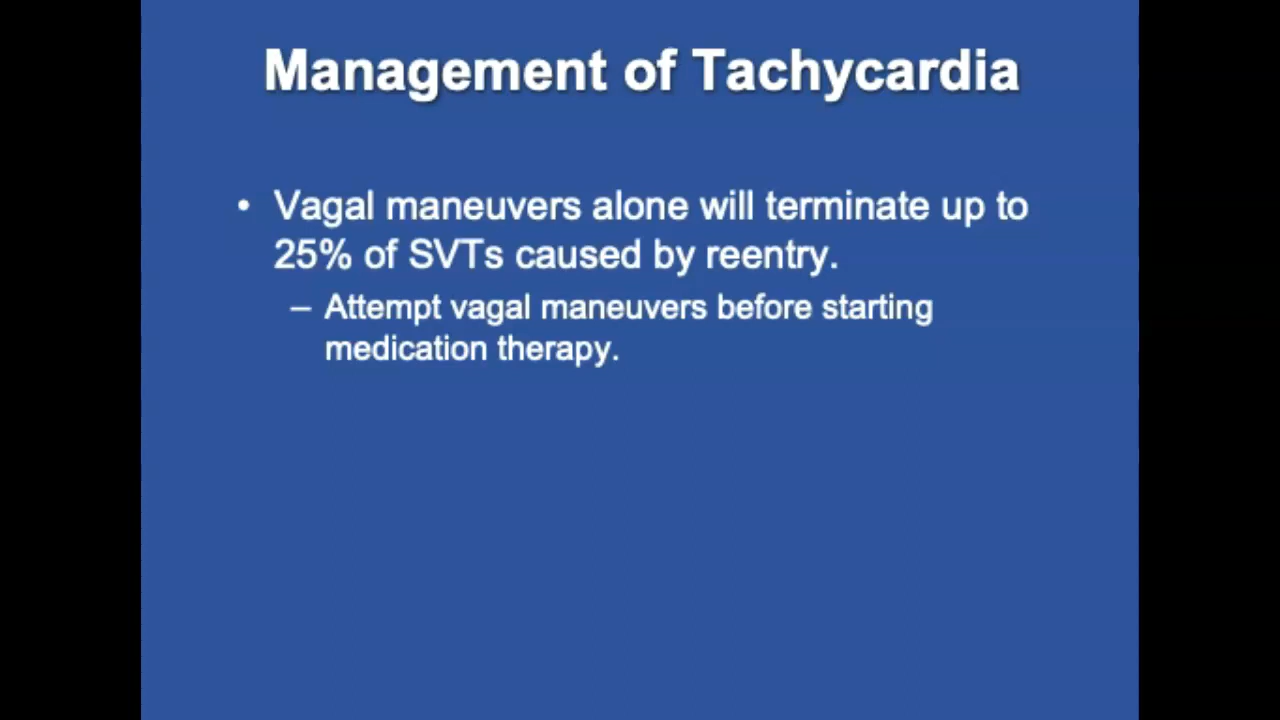 Management of Tachycardia
• Vagal maneuvers alone will terminate up to
25% of SVTs caused by reentry.
– Attempt vagal maneuvers before starting
medication therapy.